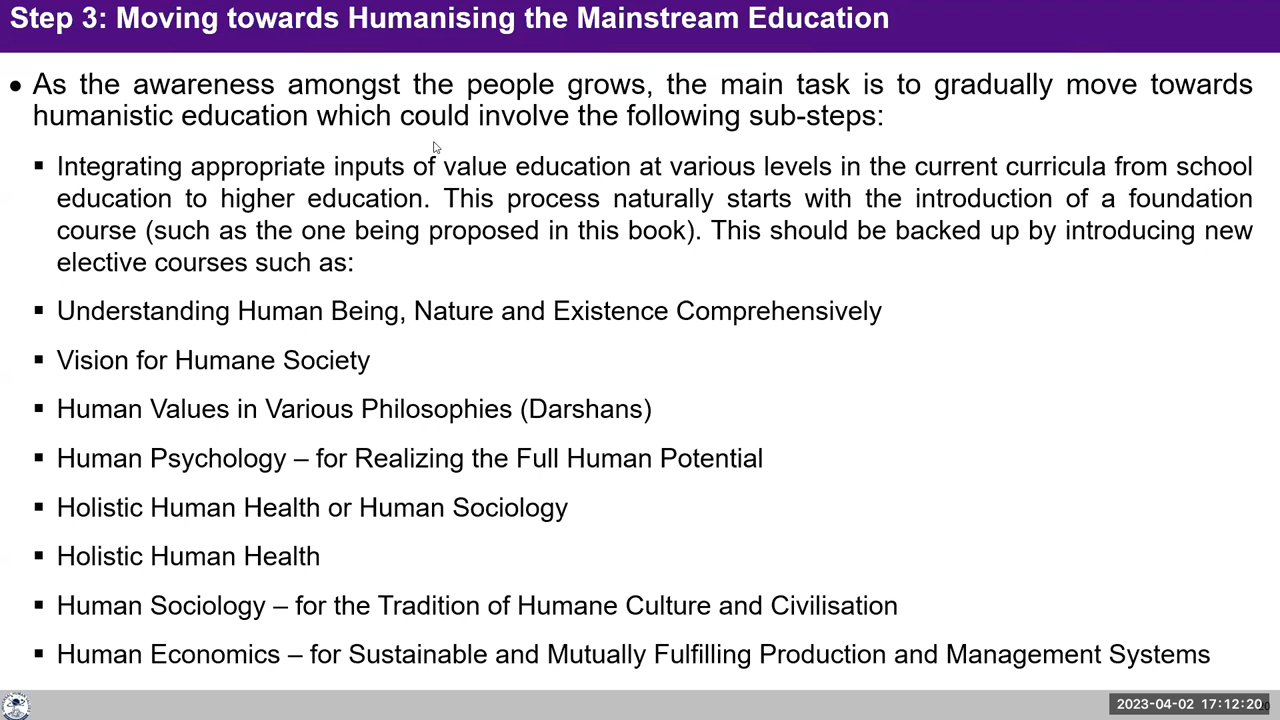 Step 3: Moving towards Humanising the Mainstream Education
• As the awareness amongst the people grows, the main task is to gradually move towards
humanistic education which could involve the following sub-steps:
▪ Integrating appropriate inputs of value education at various levels in the current curricula from school
education to higher education. This process naturally starts with the introduction of a foundation
course (such as the one being proposed in this book). This should be backed up by introducing new
elective courses such as:
▪ Understanding Human Being, Nature and Existence Comprehensively
▪ Vision for Humane Society
▪ Human Values in Various Philosophies (Darshans)
▪ Human Psychology – for Realizing the Full Human Potential
▪ Holistic Human Health or Human Sociology
▪ Holistic Human Health
▪ Human Sociology – for the Tradition of Humane Culture and Civilisation
▪ Human Economics – for Sustainable and Mutually Fulfilling Production and Management Systems
2023-04-02 17:12:20